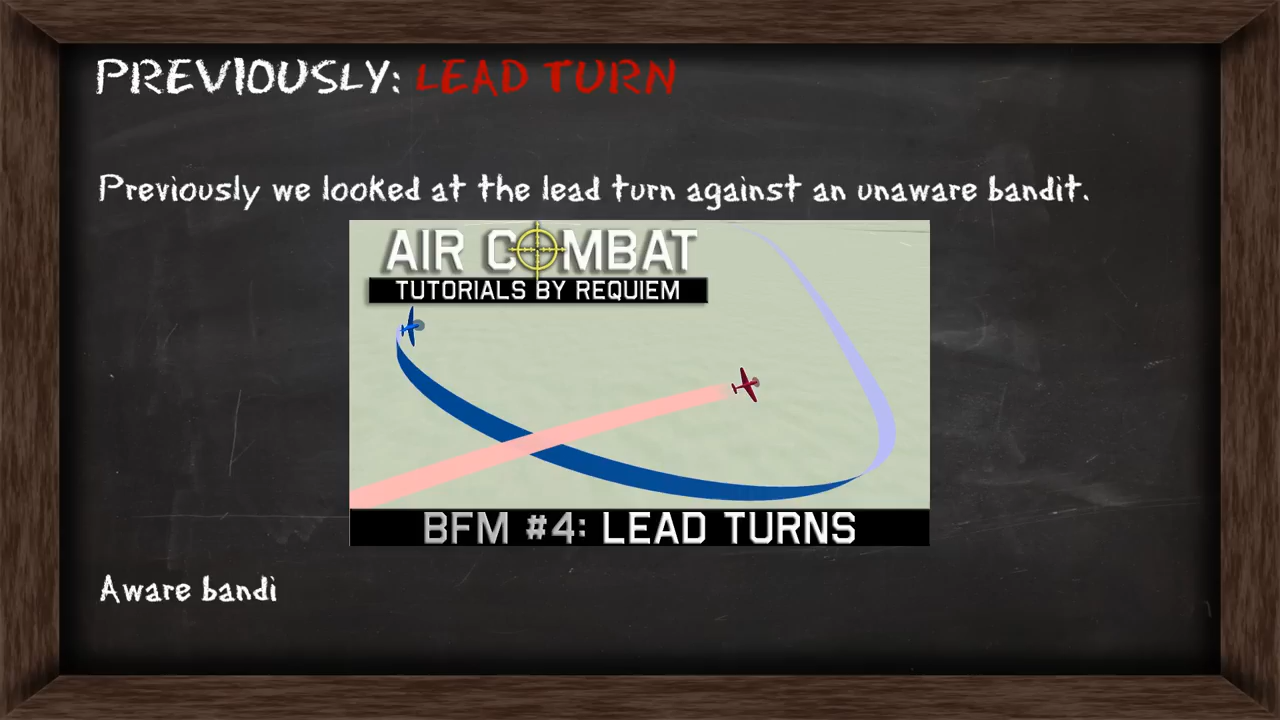 PREVIOUSLY: LEAD TURN
Previously we looked at the lead turn against an unaware bandit.
AIR COMBAT
TUTORIALS BY REQUIEM
BFM #4: LEAD TURNS
Aware bandi